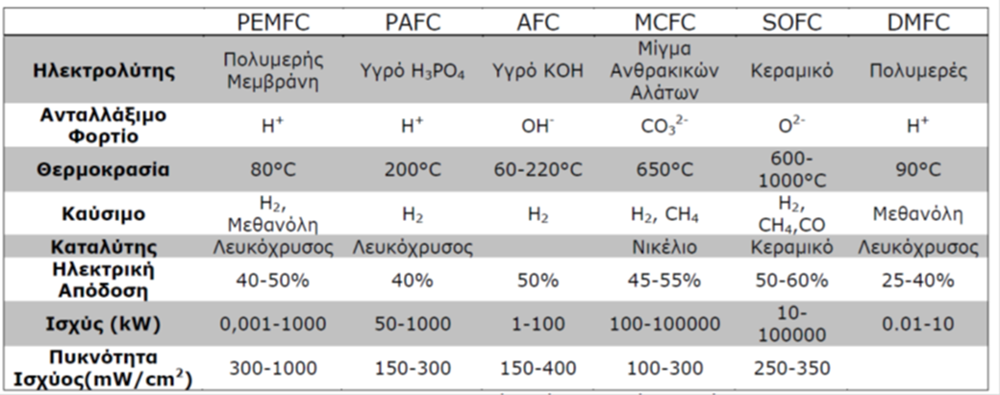 PEMFC PAFC AFC MCFC SOFC DMFC
Ηλεκτρολύτης Πολυμερής Μεμβράνη Υγρό H₃PO₄ Υγρό KOH Μίγμα Ανθρακικών Αλάτων Κεραμικό Πολυμερές
Ανταλλάξιμο Φορτίο H⁺ H⁺ OH⁻ CO₃²⁻ O²⁻ H⁺
Θερμοκρασία 80°C 200°C 60-220°C 650°C 600-1000°C 90°C
Καύσιμο H₂, Μεθανόλη H₂ H₂ H₂, CH₄ H₂, CH₄,CO Μεθανόλη
Καταλύτης Λευκόχρυσος Λευκόχρυσος Νικέλιο Κεραμικό Λευκόχρυσος
Ηλεκτρική Απόδοση 40-50% 40% 50% 45-55% 50-60% 25-40%
Ισχύς (kW) 0,001-1000 50-1000 1-100 100-100000 10-100000 0.01-10
Πυκνότητα Ισχύος(mW/cm²) 300-1000 150-300 150-400 100-300 250-350